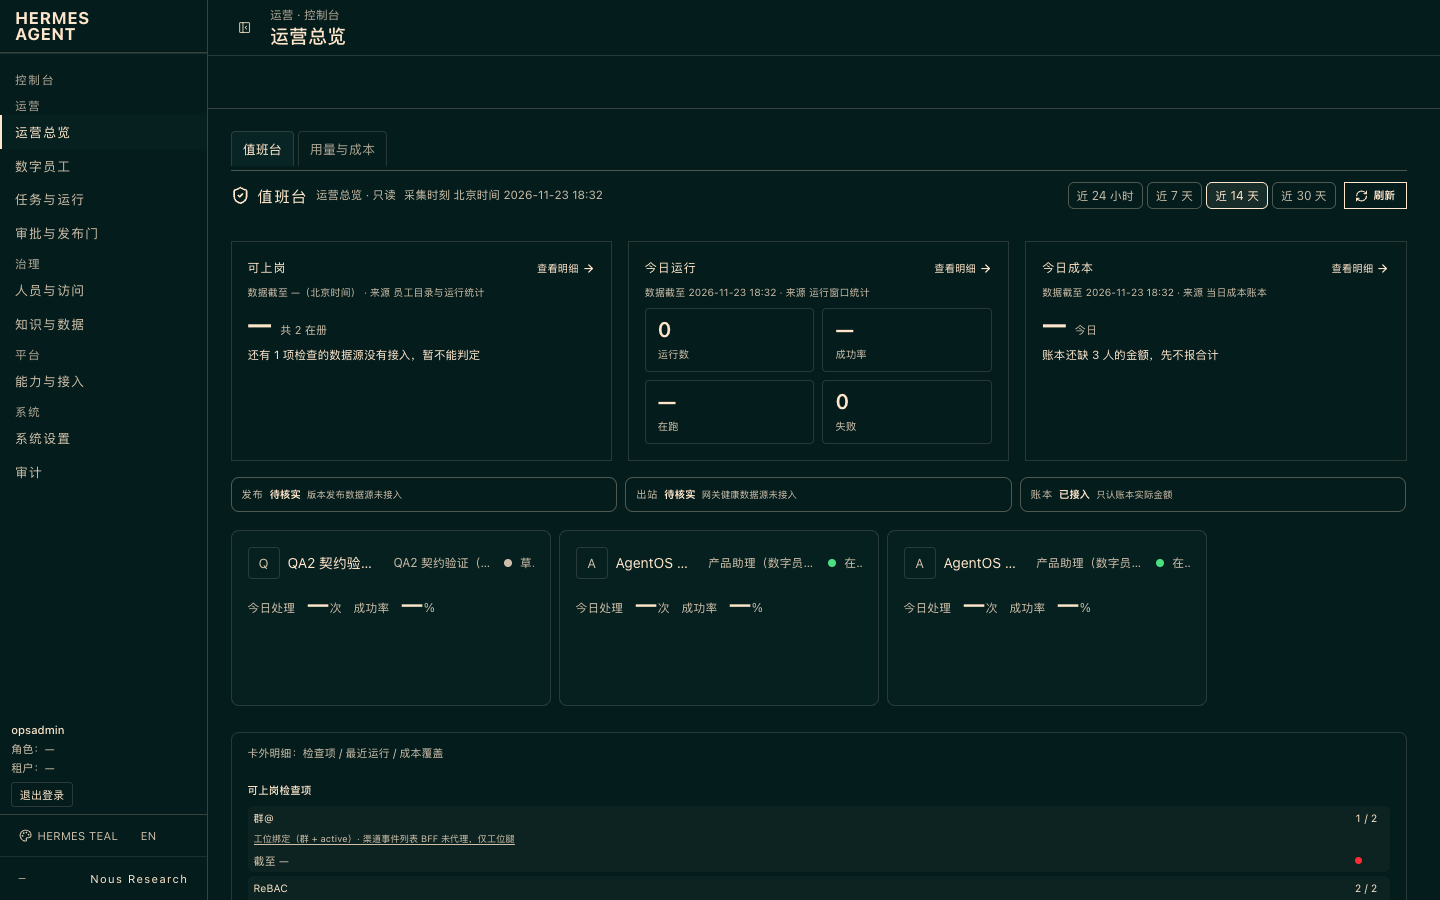 HERMES
AGENT
控制台
运营
运营总览
数字员工
任务与运行
审批与发布门
治理
人员与访问
知识与数据
平台
能力与接入
系统
系统设置
审计
opsadmin
角色: —
租户: —
退出登录
HERMES TEAL EN
— Nous Research
运营 · 控制台
运营总览
值班台 用量与成本
值班台 运营总览 · 只读 采集时刻 北京时间 2026-11-23 18:32
近 24 小时 近 7 天 近 14 天 近 30 天 刷新
可上岗 查看明细 →
数据截至 —（北京时间） · 来源 员工目录与运行统计
— 共 2 在册
还有 1 项检查的数据源没有接入，暂不能判定
今日运行 查看明细 →
数据截至 2026-11-23 18:32 · 来源 运行窗口统计
0
运行数
—
成功率
—
在跑
0
失败
今日成本 查看明细 →
数据截至 2026-11-23 18:32 · 来源 当日成本账本
— 今日
账本还缺 3 人的金额，先不报合计
发布 待核实 版本发布数据源未接入
出站 待核实 网关健康数据源未接入
账本 已接入 只认账本实际金额
Q QA2 契约验... QA2 契约验证（... 草..
今日处理 —次 成功率 —%
A AgentOS ... 产品助理（数字员... 在..
今日处理 —次 成功率 —%
A AgentOS ... 产品助理（数字员... 在..
今日处理 —次 成功率 —%
卡外明细：检查项 / 最近运行 / 成本覆盖
可上岗检查项
群@ 1 / 2
工位绑定（群 + active）· 渠道事件列表 BFF 未代理，仅工位腿
截至 —
ReBAC 2 / 2